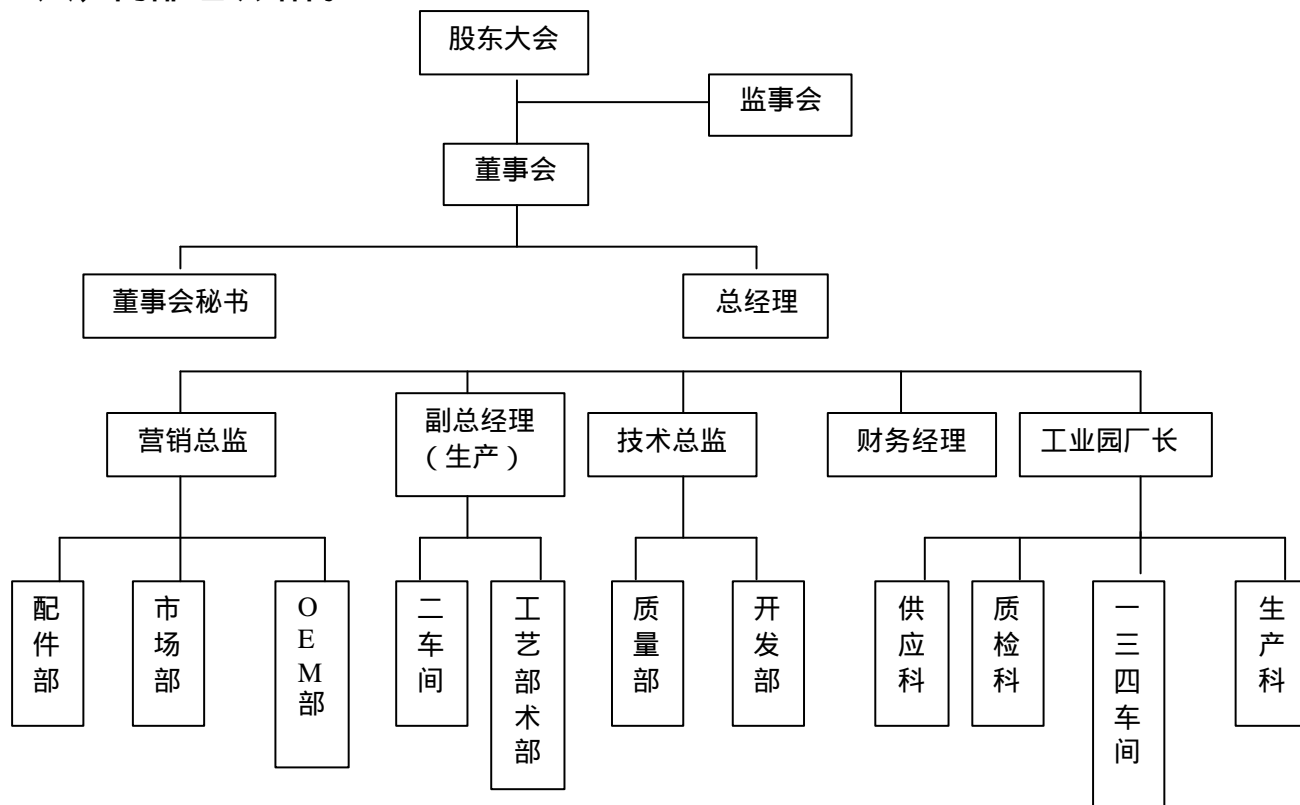 股东大会
监事会
董事会
董事会秘书
总经理
营销总监
副总经理
（生产）
技术总监
财务经理
工业园厂长
配件部
市场部
OEM部
二车间
工艺部术部
质量部
开发部
供应科
质检科
一三四车间
生产科